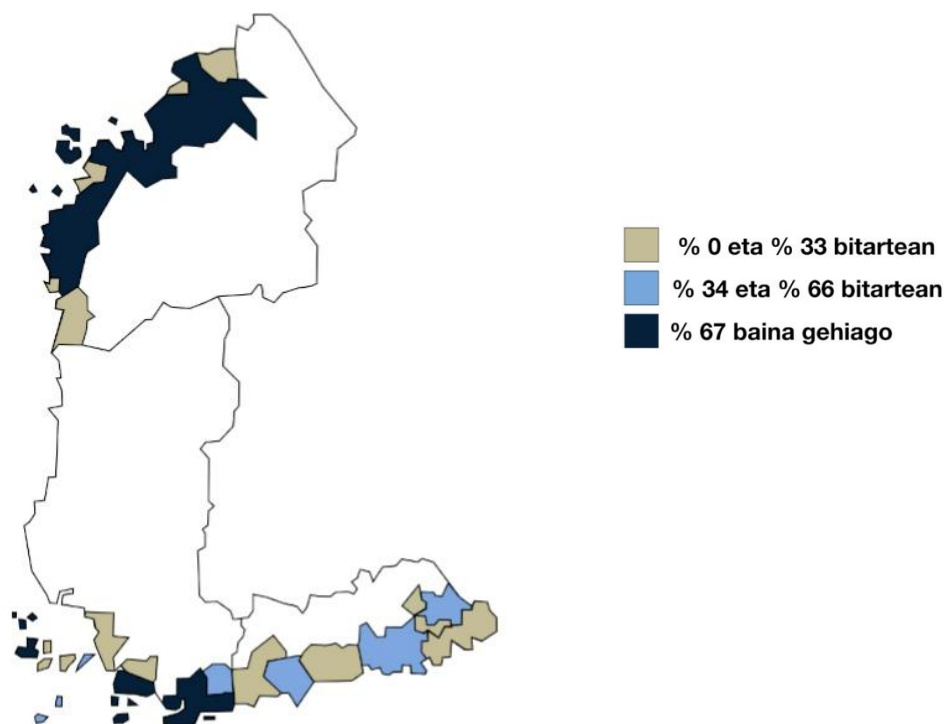 % 0 eta % 33 bitartean
% 34 eta % 66 bitartean
% 67 baina gehiago